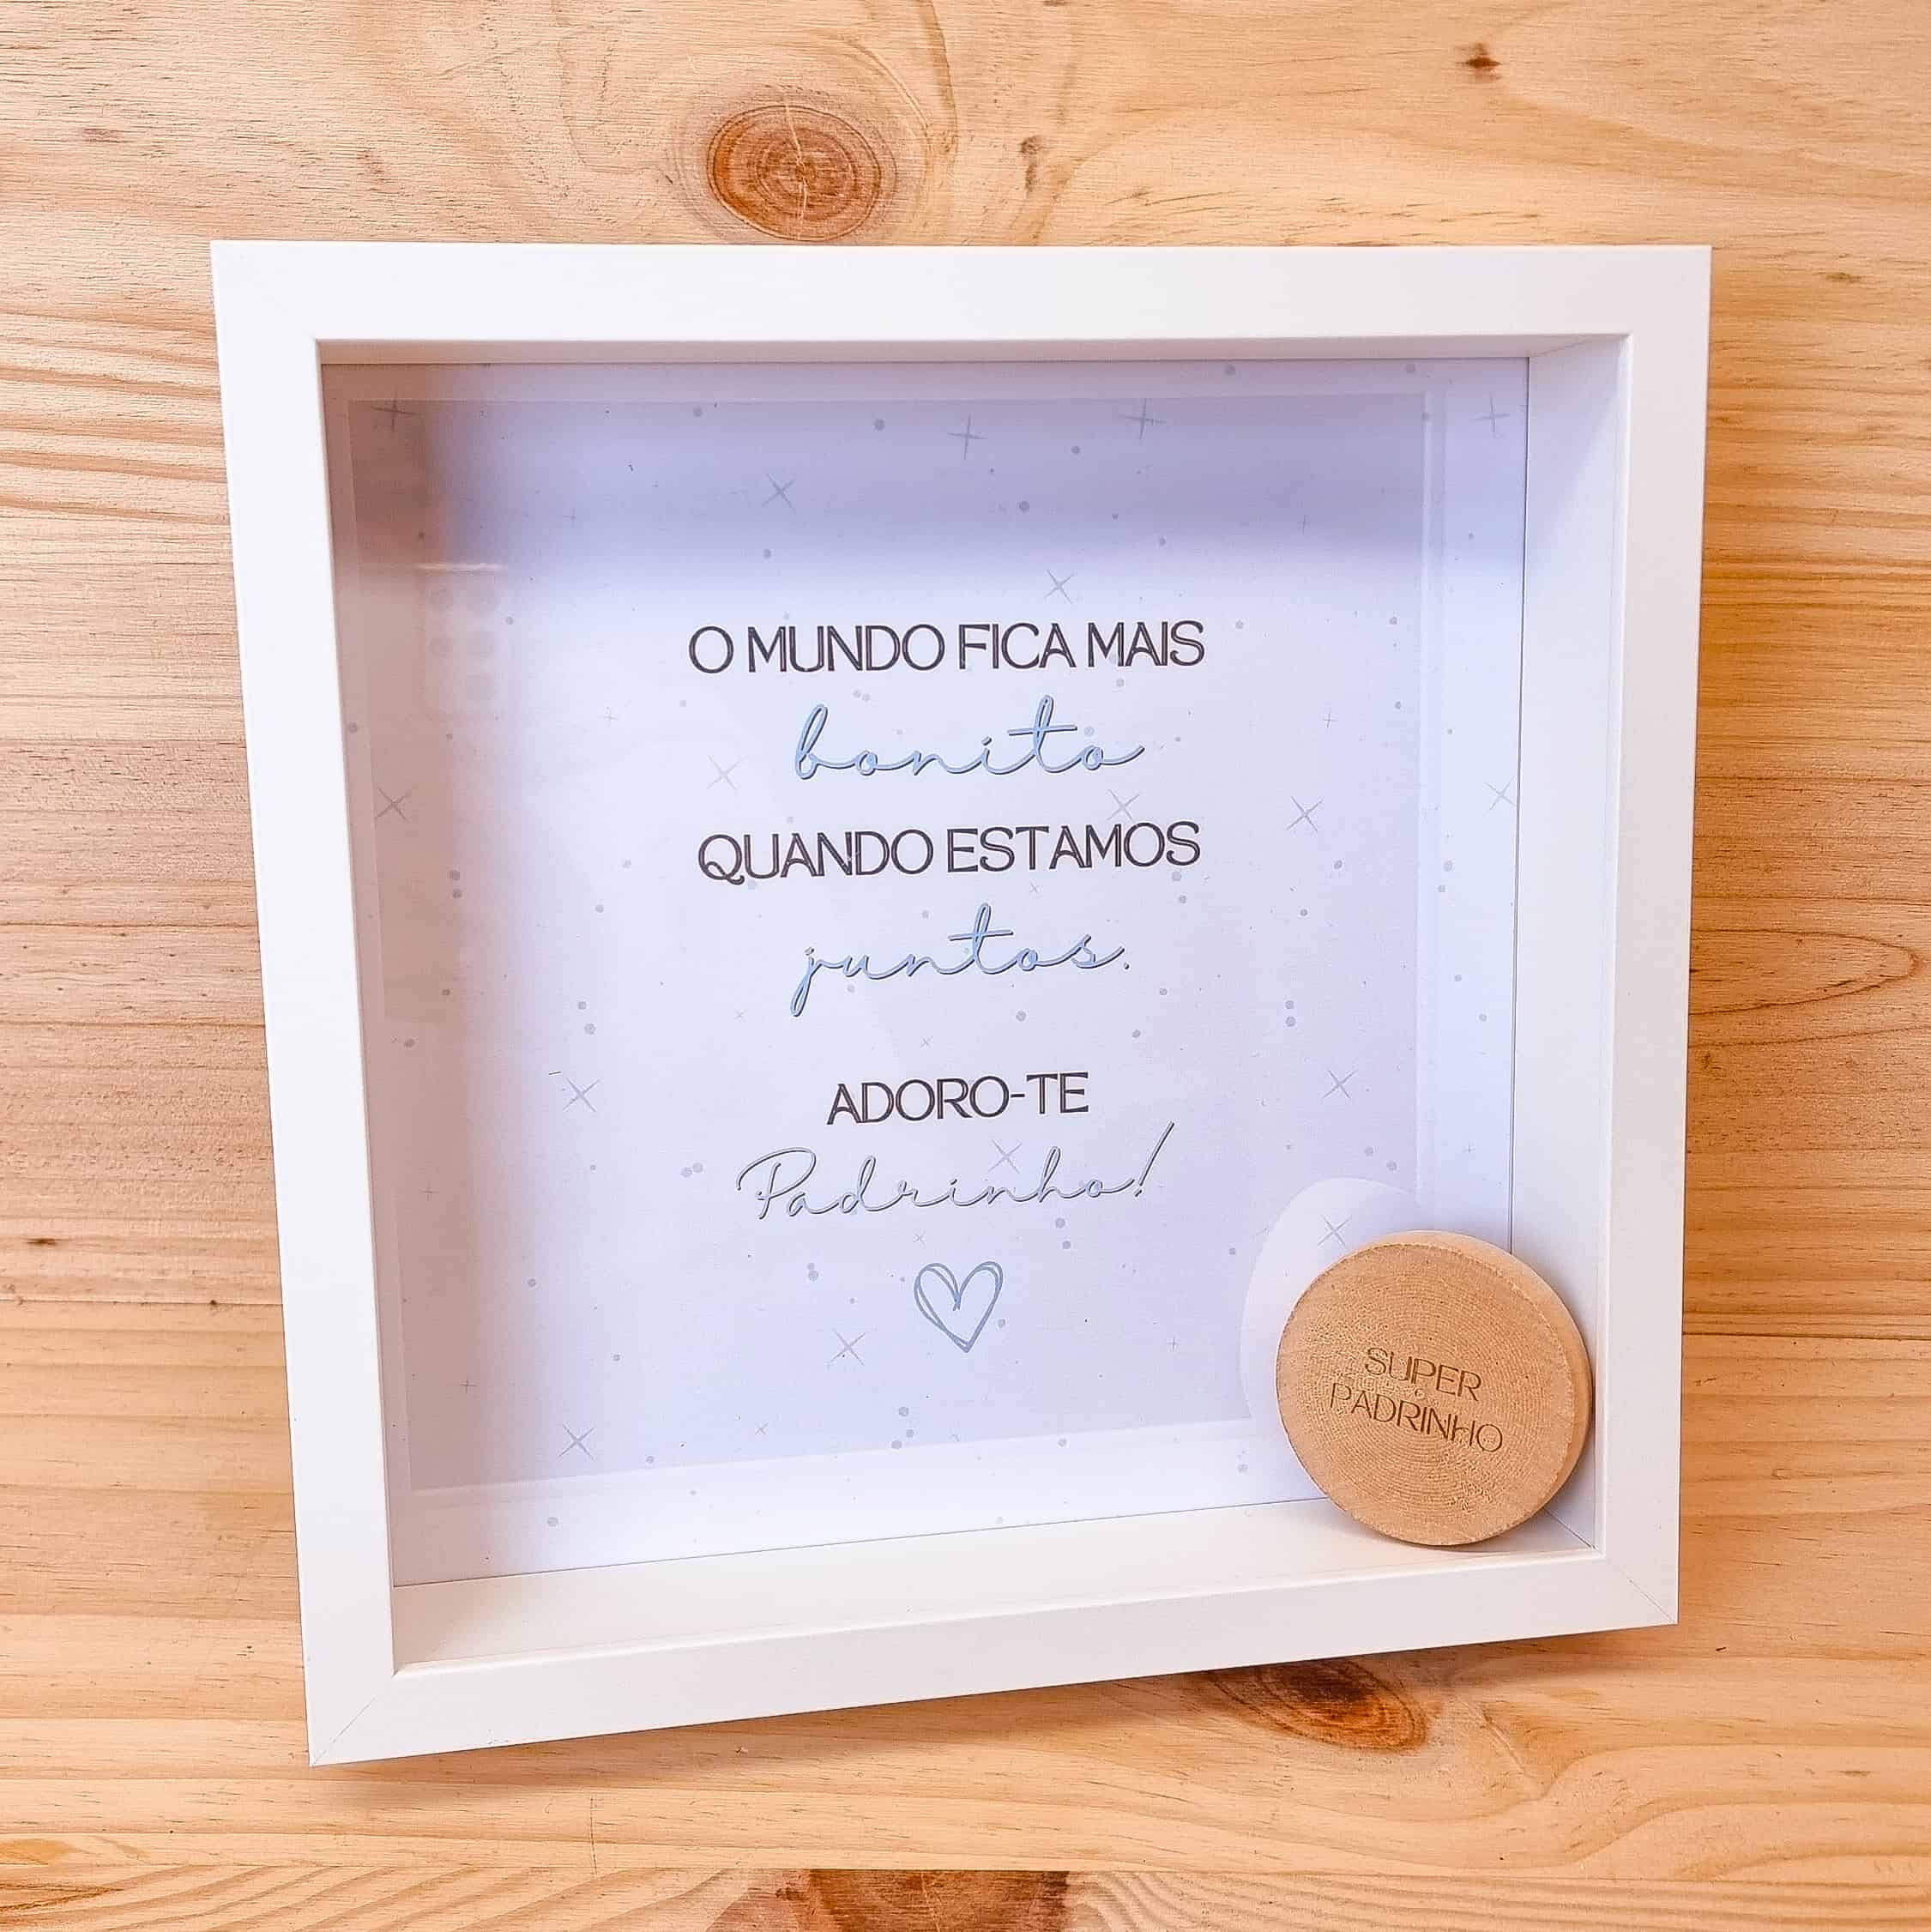 O MUNDO FICA MAIS
bonito
QUANDO ESTAMOS
juntos.
ADORO-TE
Padrinho!
SUPER
PADRINHO